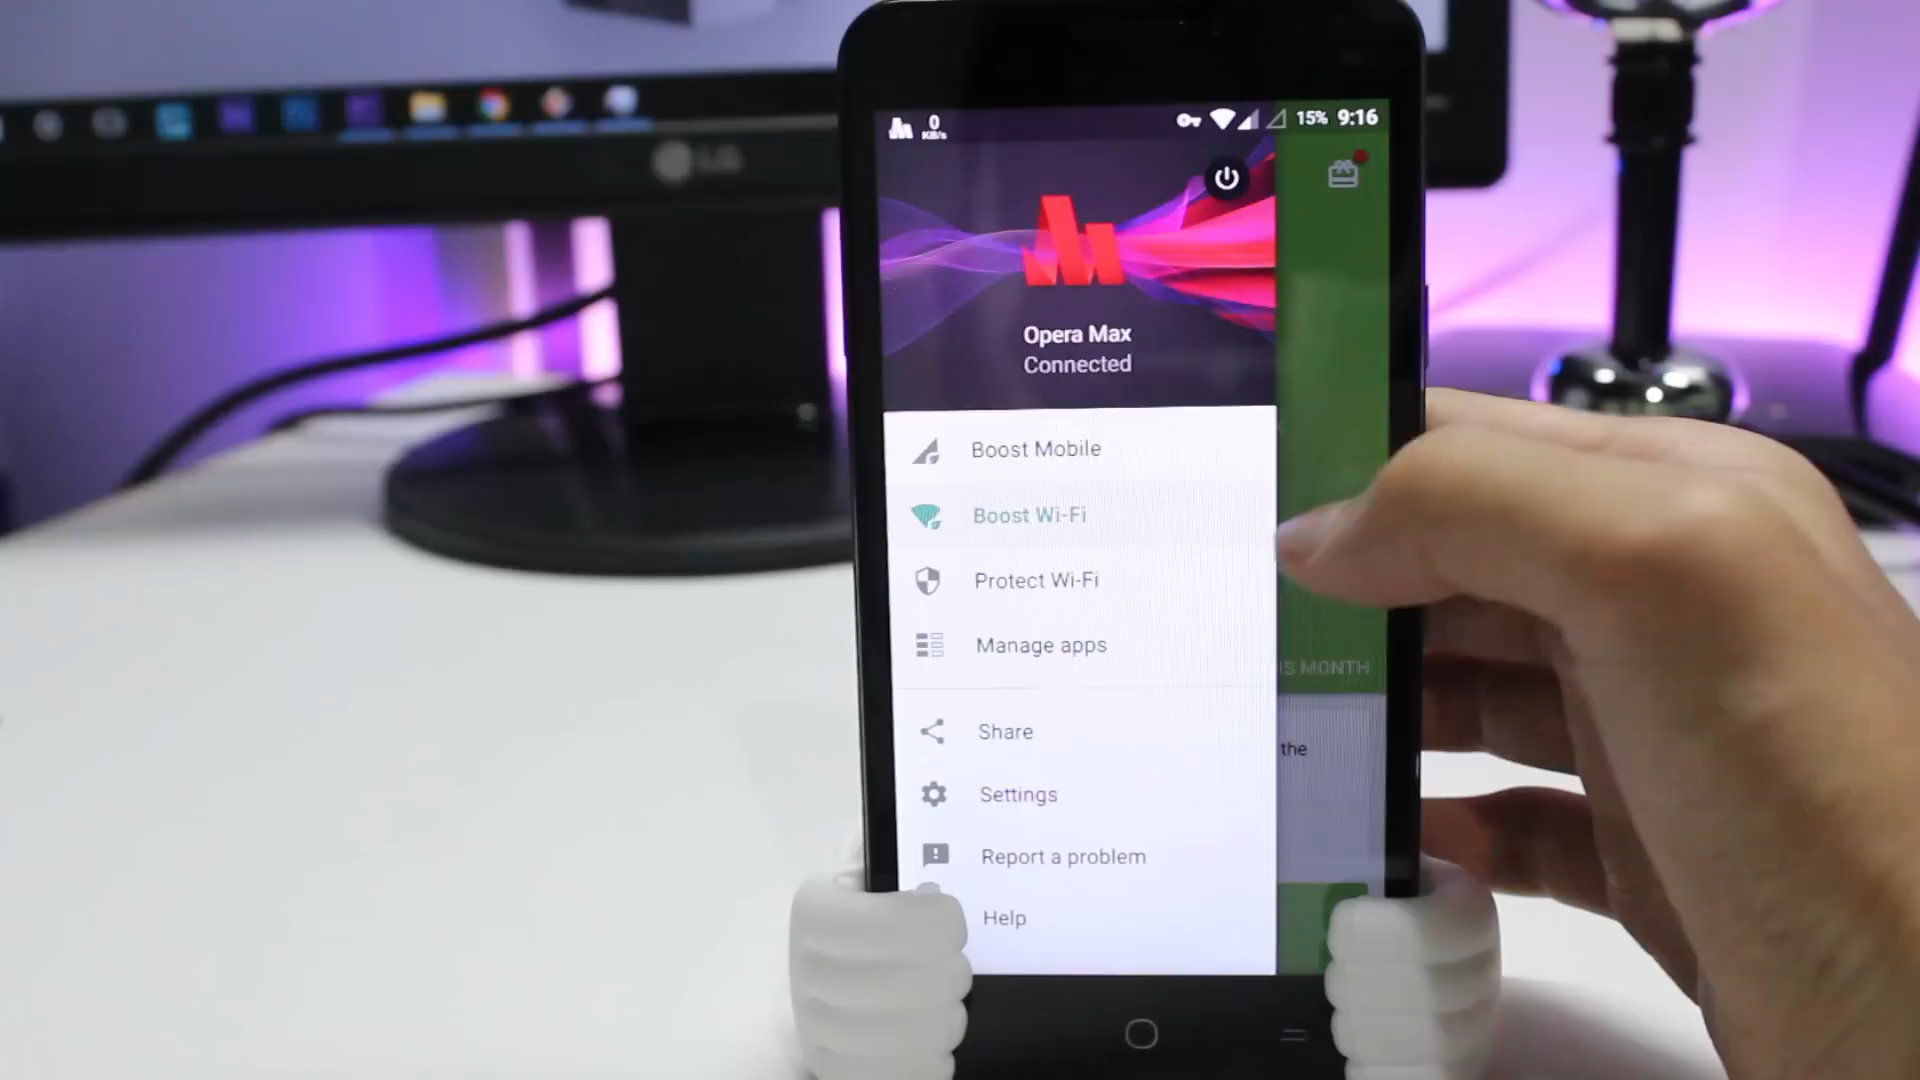 LG
0
KB/s
15% 9:16
Opera Max
Connected
Boost Mobile
Boost Wi-Fi
Protect Wi-Fi
Manage apps
IS MONTH
Share
the
Settings
Report a problem
Help